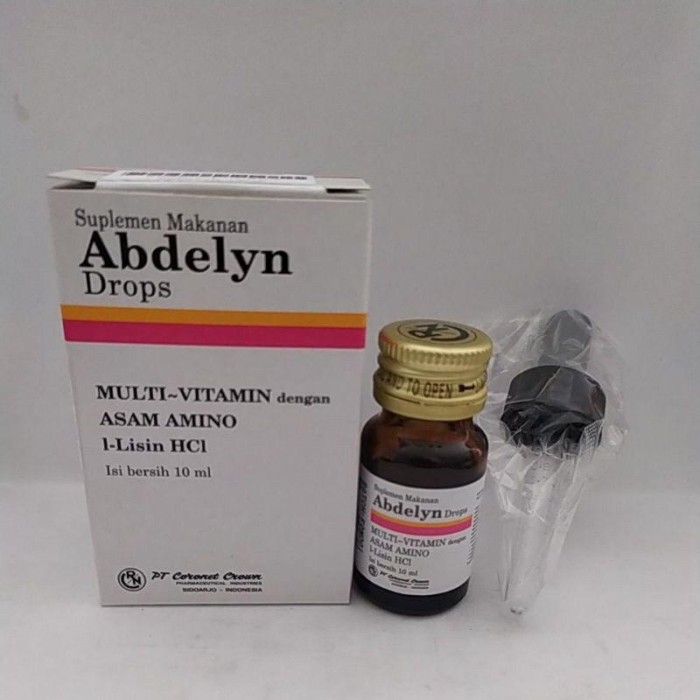 Suplemen Makanan
Abdelyn
Drops
MULTI~VITAMIN dengan
ASAM AMINO
l-Lisin HCl
Isi bersih 10 ml
PT Coronet Crown
PHARMACEUTICAL INDUSTRIES
SIDOARJO - INDONESIA
TO OPEN
Suplemen Makanan
Abdelyn Drops
MULTI~VITAMIN dengan
ASAM AMINO
l-Lisin HCl
Isi bersih 10 ml
PT Coronet Crown